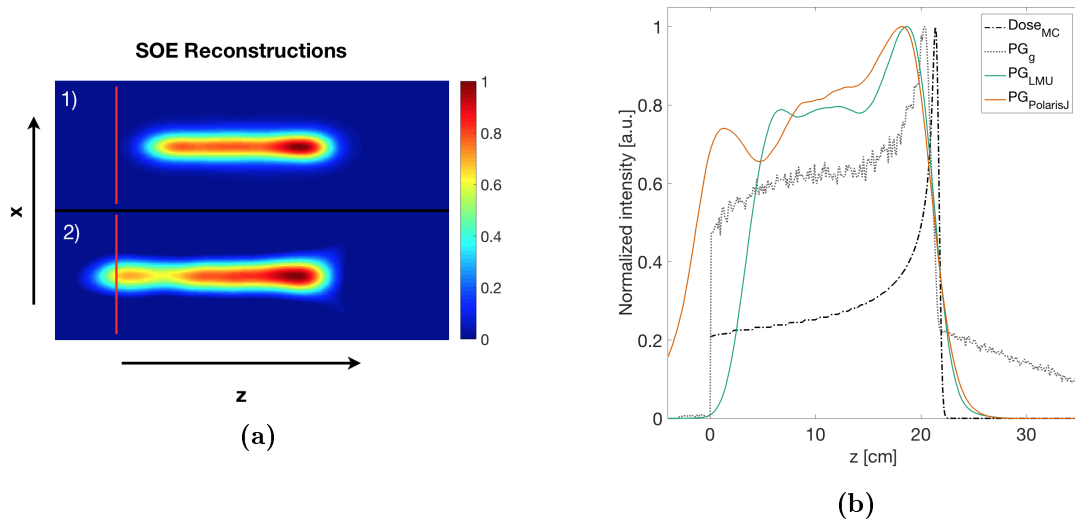 SOE Reconstructions
1)
2)
x
z
1
0.8
0.6
0.4
0.2
0
(a)
Normalized intensity [a.u.]
1
0.8
0.6
0.4
0.2
0
0
10
20
30
z [cm]
Dose_MC
PG_g
PG_LMU
PG_PolarisJ
(b)